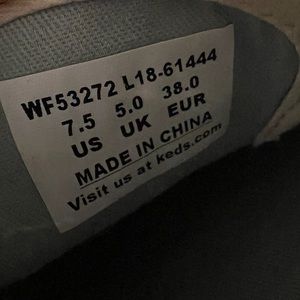 WF53272 L18-61444
7.5 5.0 38.0
US UK EUR
MADE IN CHINA
Visit us at keds.com